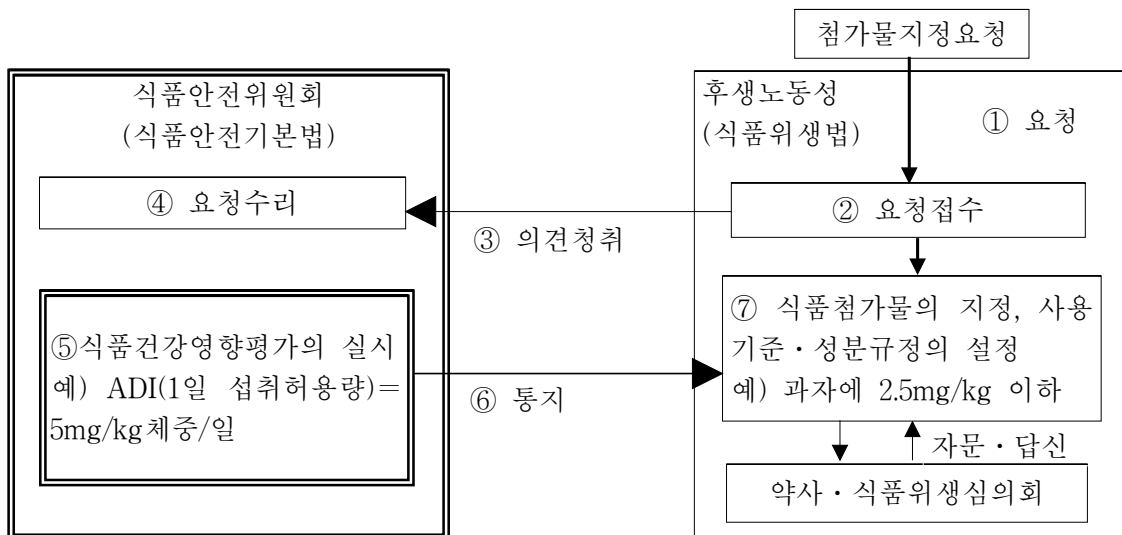 첨가물지정요청
식품안전위원회
(식품안전기본법)
④ 요청수리
⑤식품건강영향평가의 실시
예) ADI(1일 섭취허용량)=
5mg/kg체중/일
③ 의견청취
⑥ 통지
후생노동성
(식품위생법)
① 요청
② 요청접수
⑦ 식품첨가물의 지정, 사용
기준・성분규정의 설정
예) 과자에 2.5mg/kg 이하
자문・답신
약사・식품위생심의회